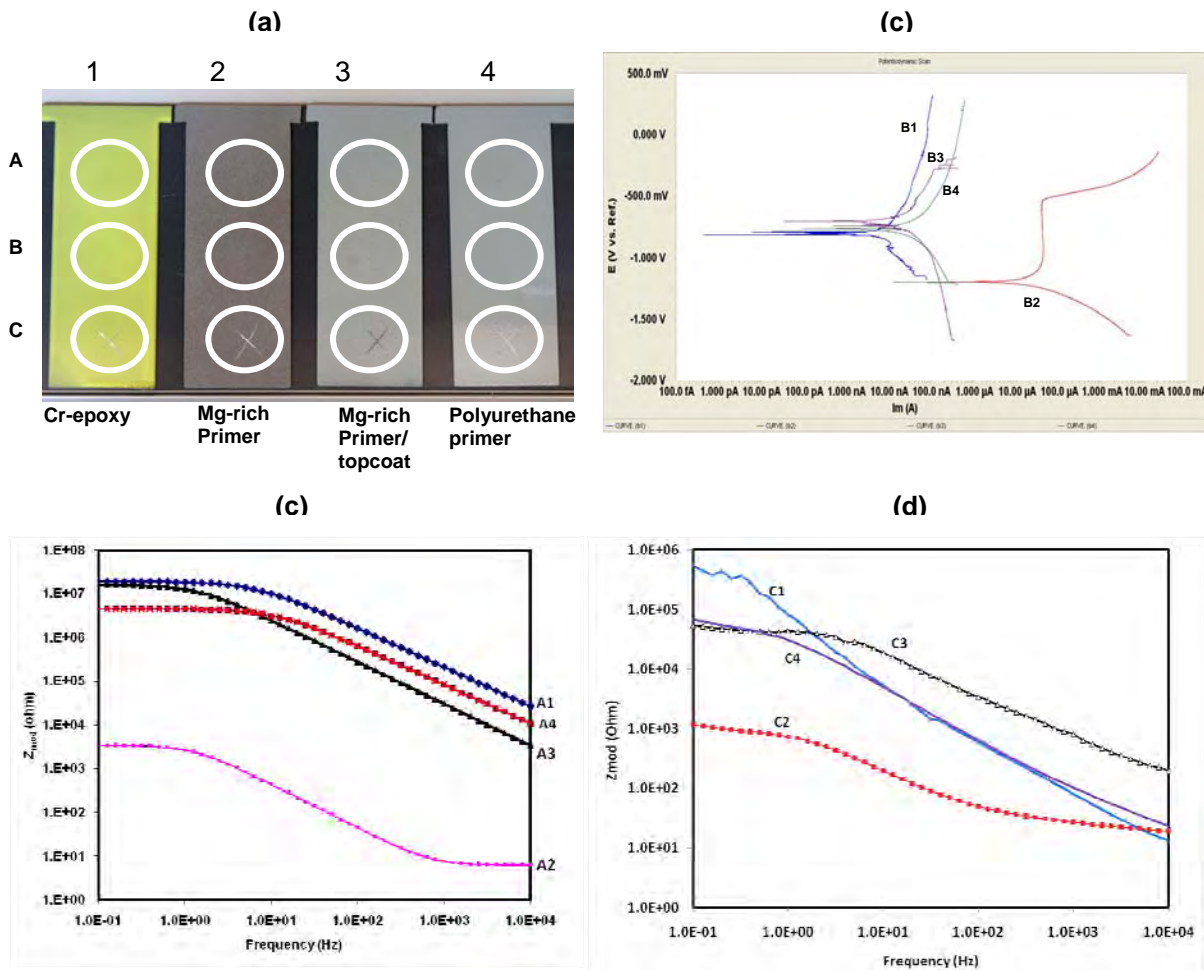 (a)
1 2 3 4
A
B
C
Cr-epoxy
Mg-rich
Primer
Mg-rich
Primer/
topcoat
Polyurethane
primer
(c)
Potentiodynamic Scan
500.0 mV
0.000 V
-500.0 mV
-1.000 V
-1.500 V
-2.000 V
E (V vs. Ref.)
B1
B3
B4
B2
100.0 fA 1.000 pA 10.00 pA 100.0 pA 1.000 nA 10.00 nA 100.0 nA 1.000 µA 10.00 µA 100.0 µA 1.000 mA 10.00 mA 100.0 mA
Im (A)
CURVE (b1) CURVE (b2) CURVE (b3) CURVE (b4)
(c)
1.E+08
1.E+07
1.E+06
1.E+05
1.E+04
1.E+03
1.E+02
1.E+01
1.E+00
Zmod (ohm)
A1
A4
A3
A2
1.0E-01 1.0E+00 1.0E+01 1.0E+02 1.0E+03 1.0E+04
Frequency (Hz)
(d)
1.0E+06
1.0E+05
1.0E+04
1.0E+03
1.0E+02
1.0E+01
1.0E+00
Zmod (Ohm)
C1
C3
C4
C2
1.0E-01 1.0E+00 1.0E+01 1.0E+02 1.0E+03 1.0E+04
Frequency (Hz)